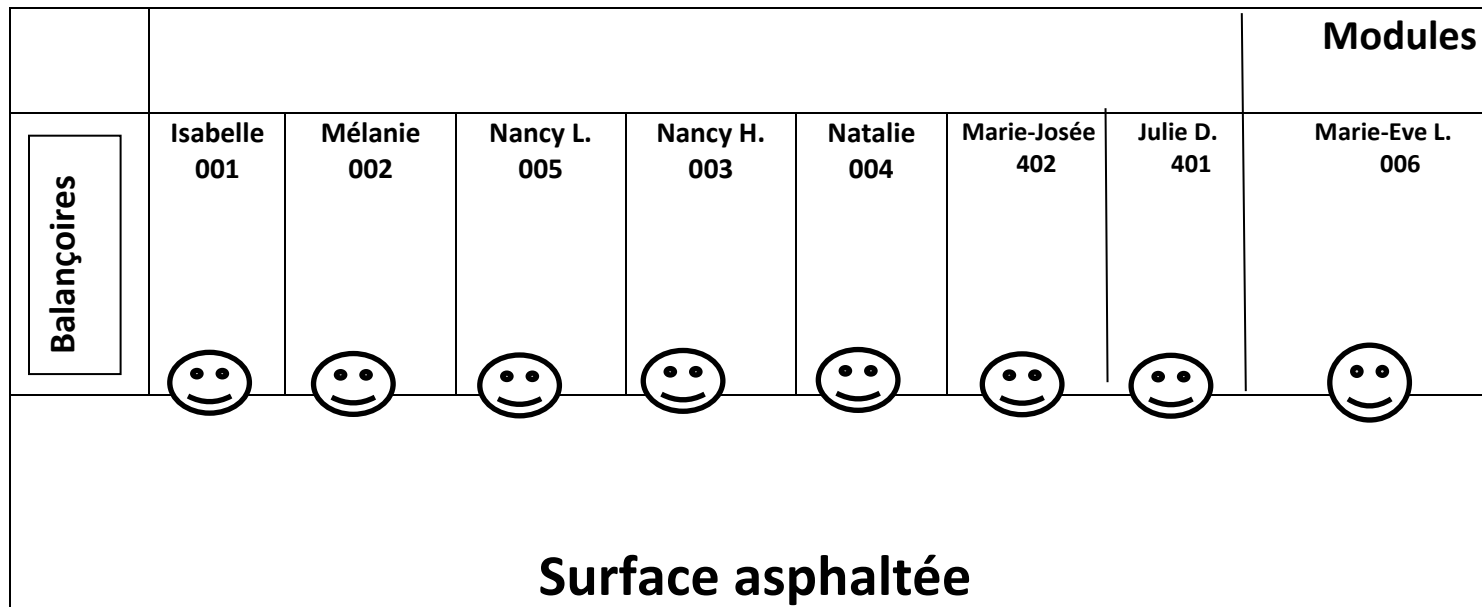 Modules
Balançoires
Isabelle
001
Mélanie
002
Nancy L.
005
Nancy H.
003
Natalie
004
Marie-Josée
402
Julie D.
401
Marie-Eve L.
006
Surface asphaltée